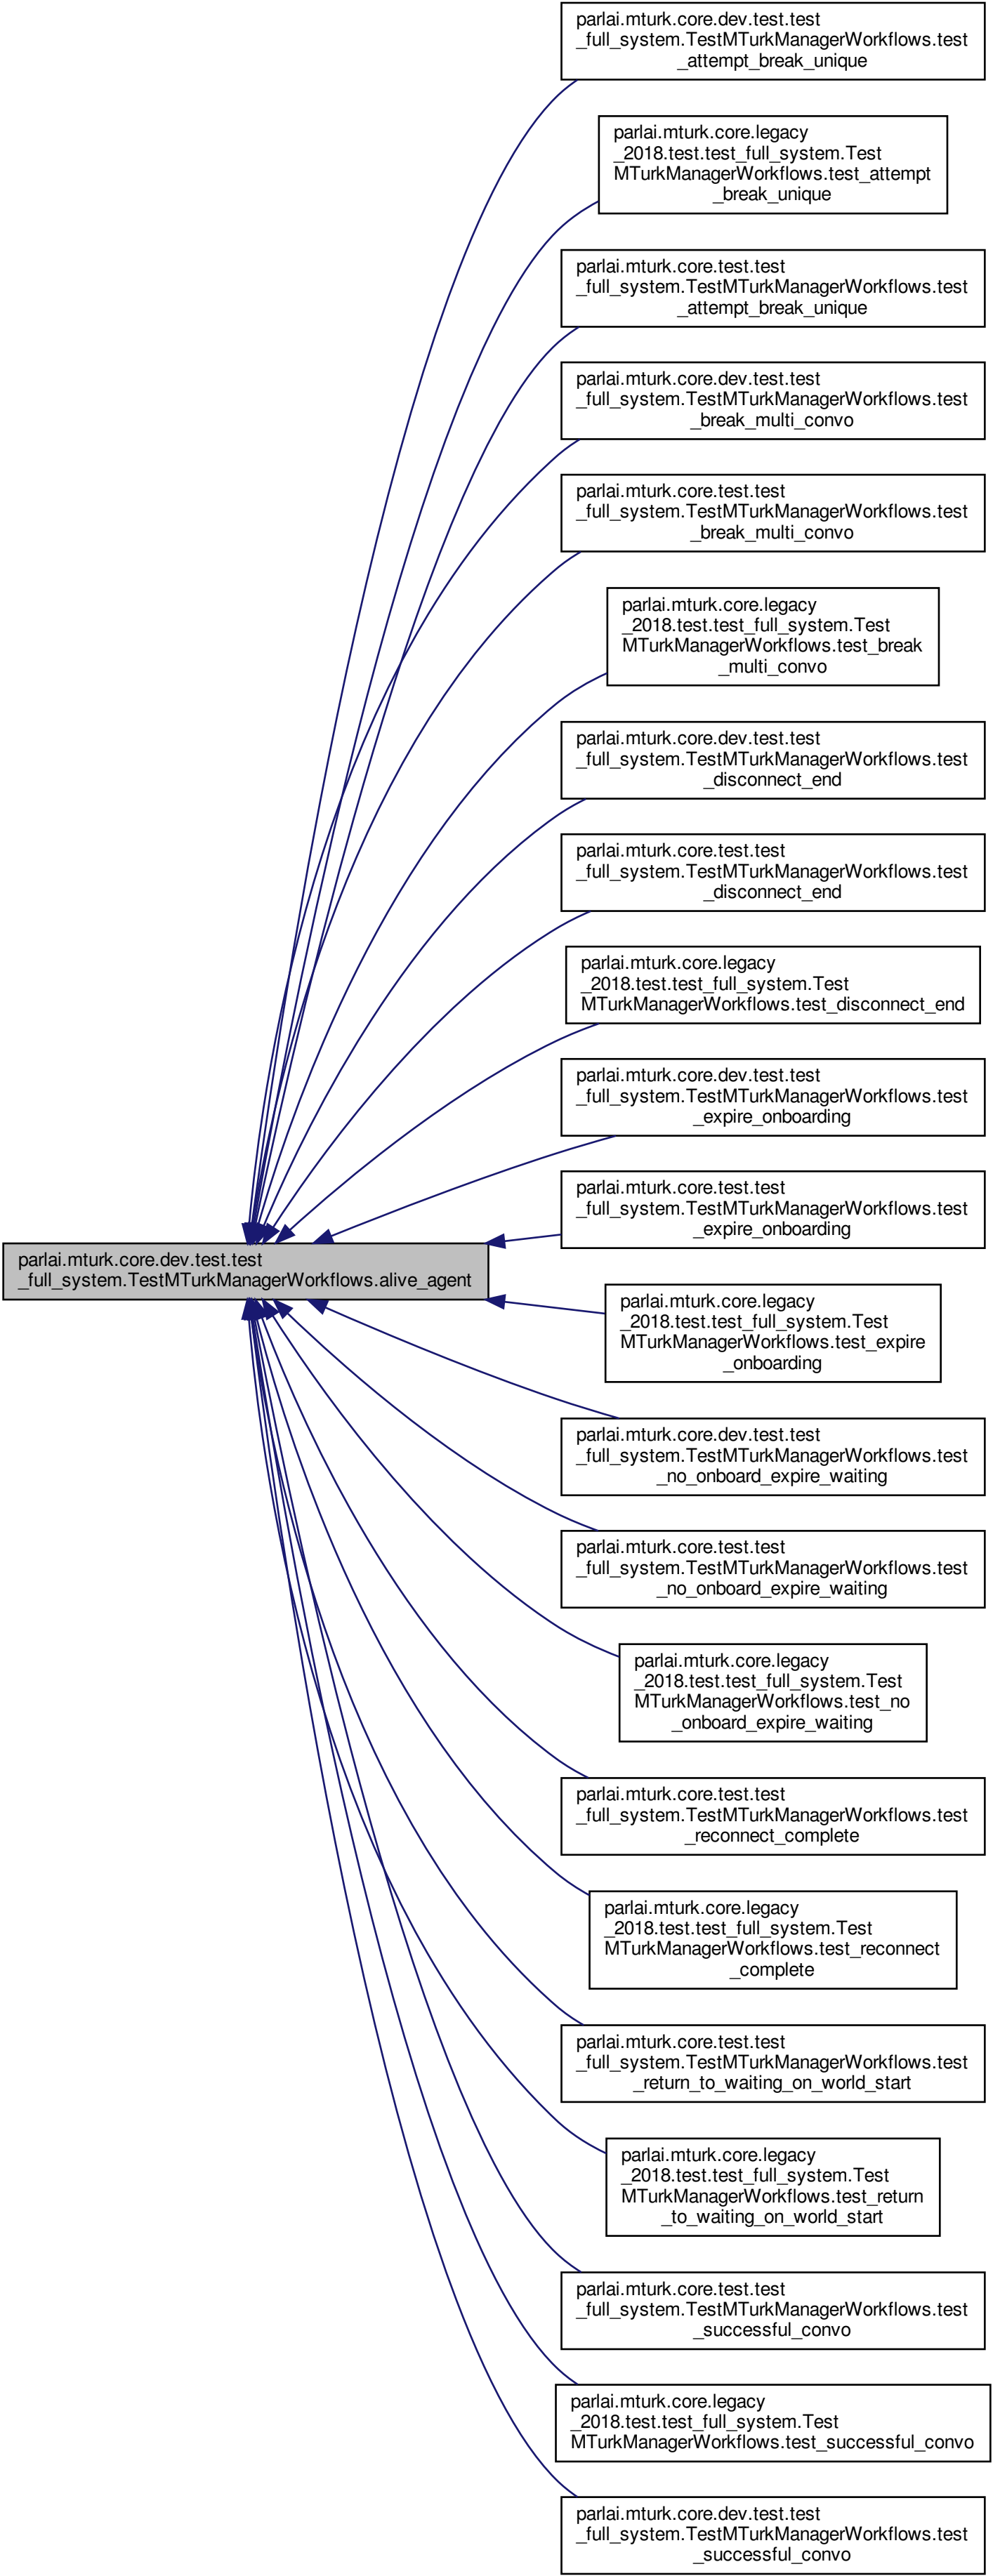 parlai.mturk.core.dev.test.test
_full_system.TestMTurkManagerWorkflows.test
_attempt_break_unique
parlai.mturk.core.legacy
_2018.test.test_full_system.Test
MTurkManagerWorkflows.test_attempt
_break_unique
parlai.mturk.core.test.test
_full_system.TestMTurkManagerWorkflows.test
_attempt_break_unique
parlai.mturk.core.dev.test.test
_full_system.TestMTurkManagerWorkflows.test
_break_multi_convo
parlai.mturk.core.test.test
_full_system.TestMTurkManagerWorkflows.test
_break_multi_convo
parlai.mturk.core.legacy
_2018.test.test_full_system.Test
MTurkManagerWorkflows.test_break
_multi_convo
parlai.mturk.core.dev.test.test
_full_system.TestMTurkManagerWorkflows.test
_disconnect_end
parlai.mturk.core.test.test
_full_system.TestMTurkManagerWorkflows.test
_disconnect_end
parlai.mturk.core.legacy
_2018.test.test_full_system.Test
MTurkManagerWorkflows.test_disconnect_end
parlai.mturk.core.dev.test.test
_full_system.TestMTurkManagerWorkflows.test
_expire_onboarding
parlai.mturk.core.test.test
_full_system.TestMTurkManagerWorkflows.test
_expire_onboarding
parlai.mturk.core.dev.test.test
_full_system.TestMTurkManagerWorkflows.alive_agent
parlai.mturk.core.legacy
_2018.test.test_full_system.Test
MTurkManagerWorkflows.test_expire
_onboarding
parlai.mturk.core.dev.test.test
_full_system.TestMTurkManagerWorkflows.test
_no_onboard_expire_waiting
parlai.mturk.core.test.test
_full_system.TestMTurkManagerWorkflows.test
_no_onboard_expire_waiting
parlai.mturk.core.legacy
_2018.test.test_full_system.Test
MTurkManagerWorkflows.test_no
_onboard_expire_waiting
parlai.mturk.core.test.test
_full_system.TestMTurkManagerWorkflows.test
_reconnect_complete
parlai.mturk.core.legacy
_2018.test.test_full_system.Test
MTurkManagerWorkflows.test_reconnect
_complete
parlai.mturk.core.test.test
_full_system.TestMTurkManagerWorkflows.test
_return_to_waiting_on_world_start
parlai.mturk.core.legacy
_2018.test.test_full_system.Test
MTurkManagerWorkflows.test_return
_to_waiting_on_world_start
parlai.mturk.core.test.test
_full_system.TestMTurkManagerWorkflows.test
_successful_convo
parlai.mturk.core.legacy
_2018.test.test_full_system.Test
MTurkManagerWorkflows.test_successful_convo
parlai.mturk.core.dev.test.test
_full_system.TestMTurkManagerWorkflows.test
_successful_convo